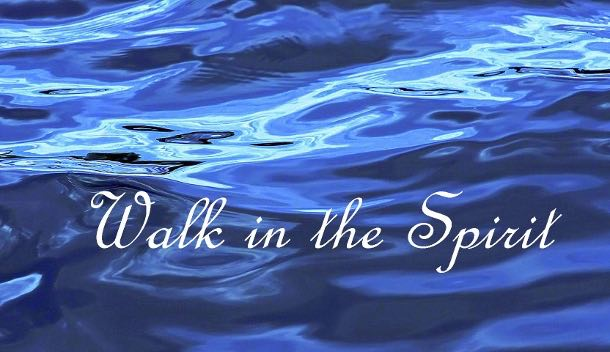 Walk in the Spirit